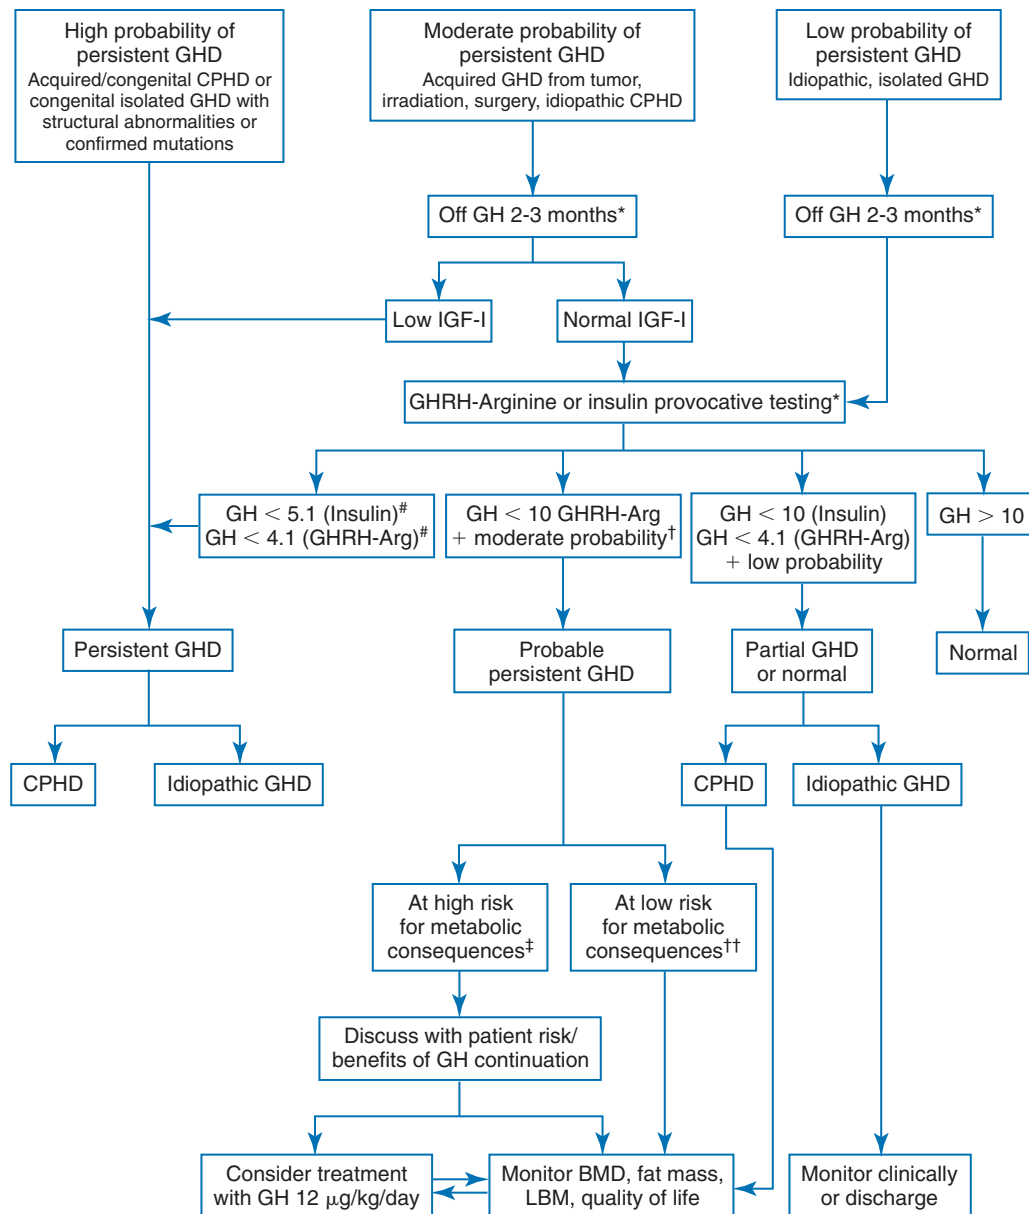 High probability of
persistent GHD
Acquired/congenital CPHD or
congenital isolated GHD with
structural abnormalities or
confirmed mutations
Moderate probability of
persistent GHD
Acquired GHD from tumor,
irradiation, surgery, idiopathic CPHD
Low probability of
persistent GHD
Idiopathic, isolated GHD
Off GH 2-3 months*
Off GH 2-3 months*
Low IGF-I
Normal IGF-I
GHRH-Arginine or insulin provocative testing*
GH < 5.1 (Insulin)#
GH < 4.1 (GHRH-Arg)#
GH < 10 GHRH-Arg
+ moderate probability†
GH < 10 (Insulin)
GH < 4.1 (GHRH-Arg)
+ low probability
GH > 10
Persistent GHD
Probable
persistent GHD
Partial GHD
or normal
Normal
CPHD
Idiopathic GHD
CPHD
Idiopathic GHD
At high risk
for metabolic
consequences‡
At low risk
for metabolic
consequences††
Discuss with patient risk/
benefits of GH continuation
Consider treatment
with GH 12 μg/kg/day
Monitor BMD, fat mass,
LBM, quality of life
Monitor clinically
or discharge